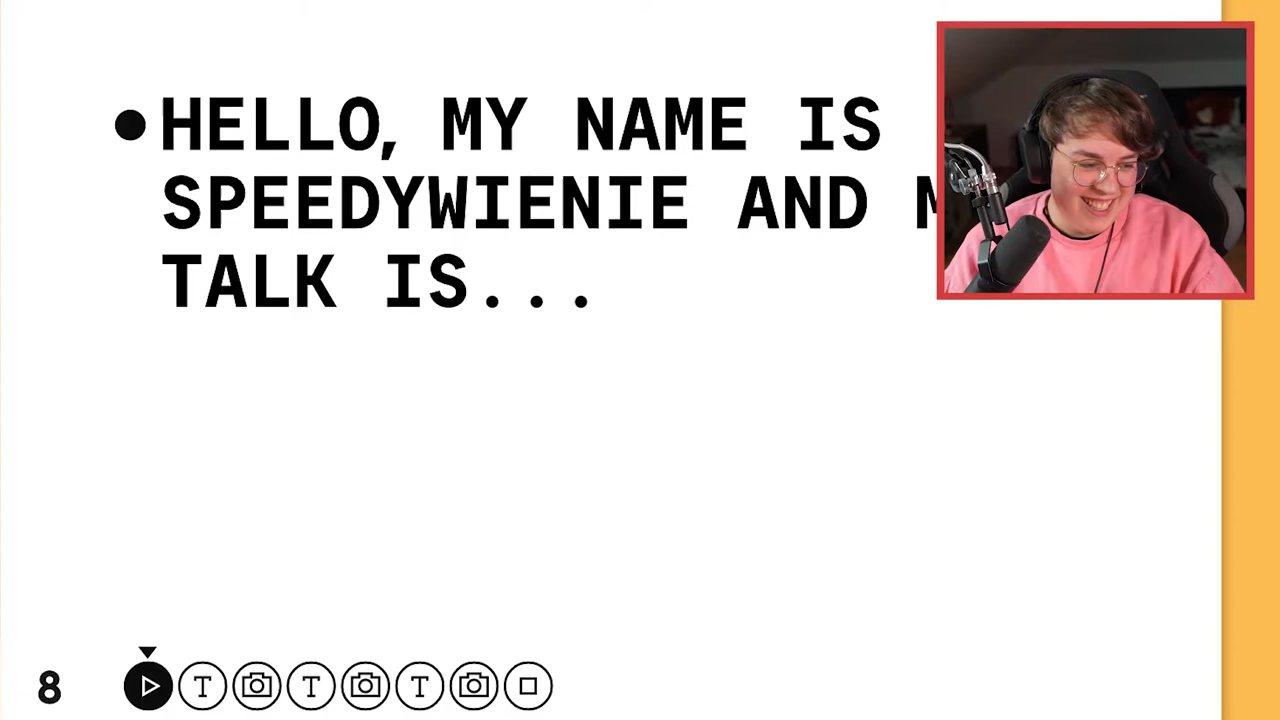 •HELLO, MY NAME IS
SPEEDYWIENIE AND
TALK IS...
8
T T T